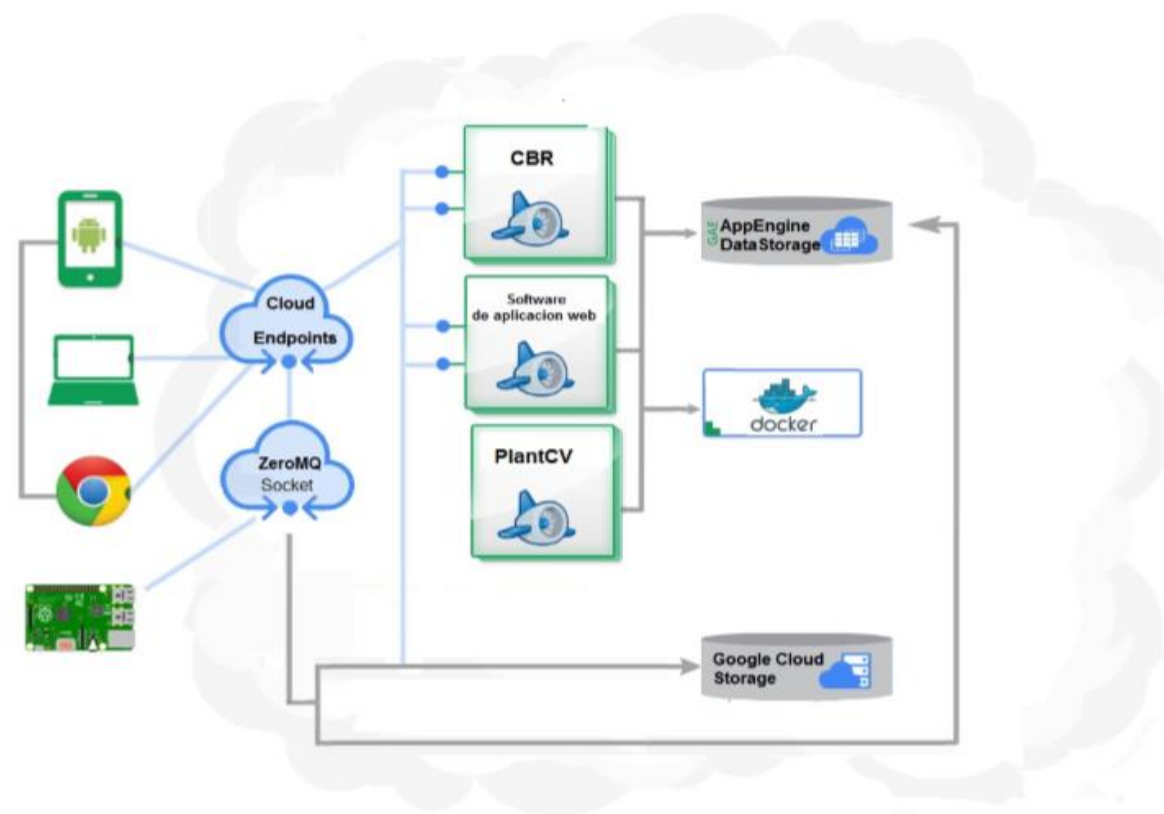 CBR
GAE
AppEngine
DataStorage
Cloud
Endpoints
Software
de aplicacion web
docker
PlantCV
ZeroMQ
Socket
Google Cloud
Storage